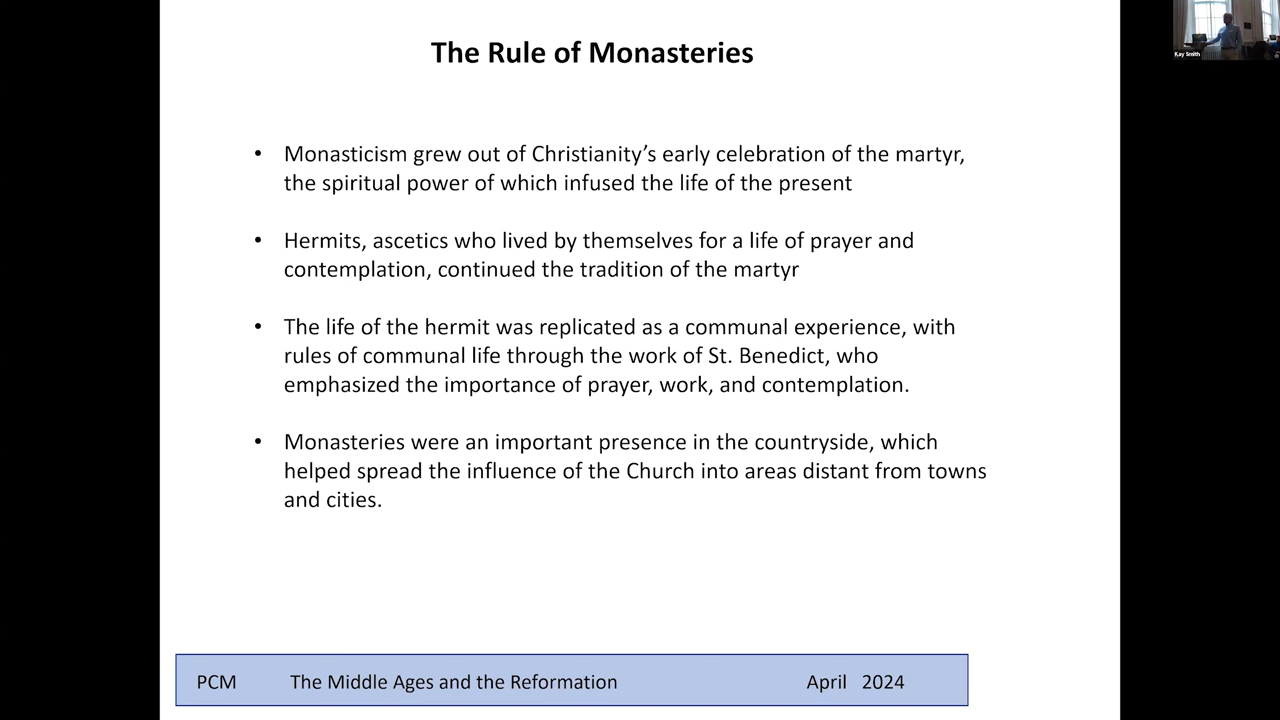 The Rule of Monasteries
Kay Smith
• Monasticism grew out of Christianity’s early celebration of the martyr,
the spiritual power of which infused the life of the present
• Hermits, ascetics who lived by themselves for a life of prayer and
contemplation, continued the tradition of the martyr
• The life of the hermit was replicated as a communal experience, with
rules of communal life through the work of St. Benedict, who
emphasized the importance of prayer, work, and contemplation.
• Monasteries were an important presence in the countryside, which
helped spread the influence of the Church into areas distant from towns
and cities.
PCM The Middle Ages and the Reformation April 2024